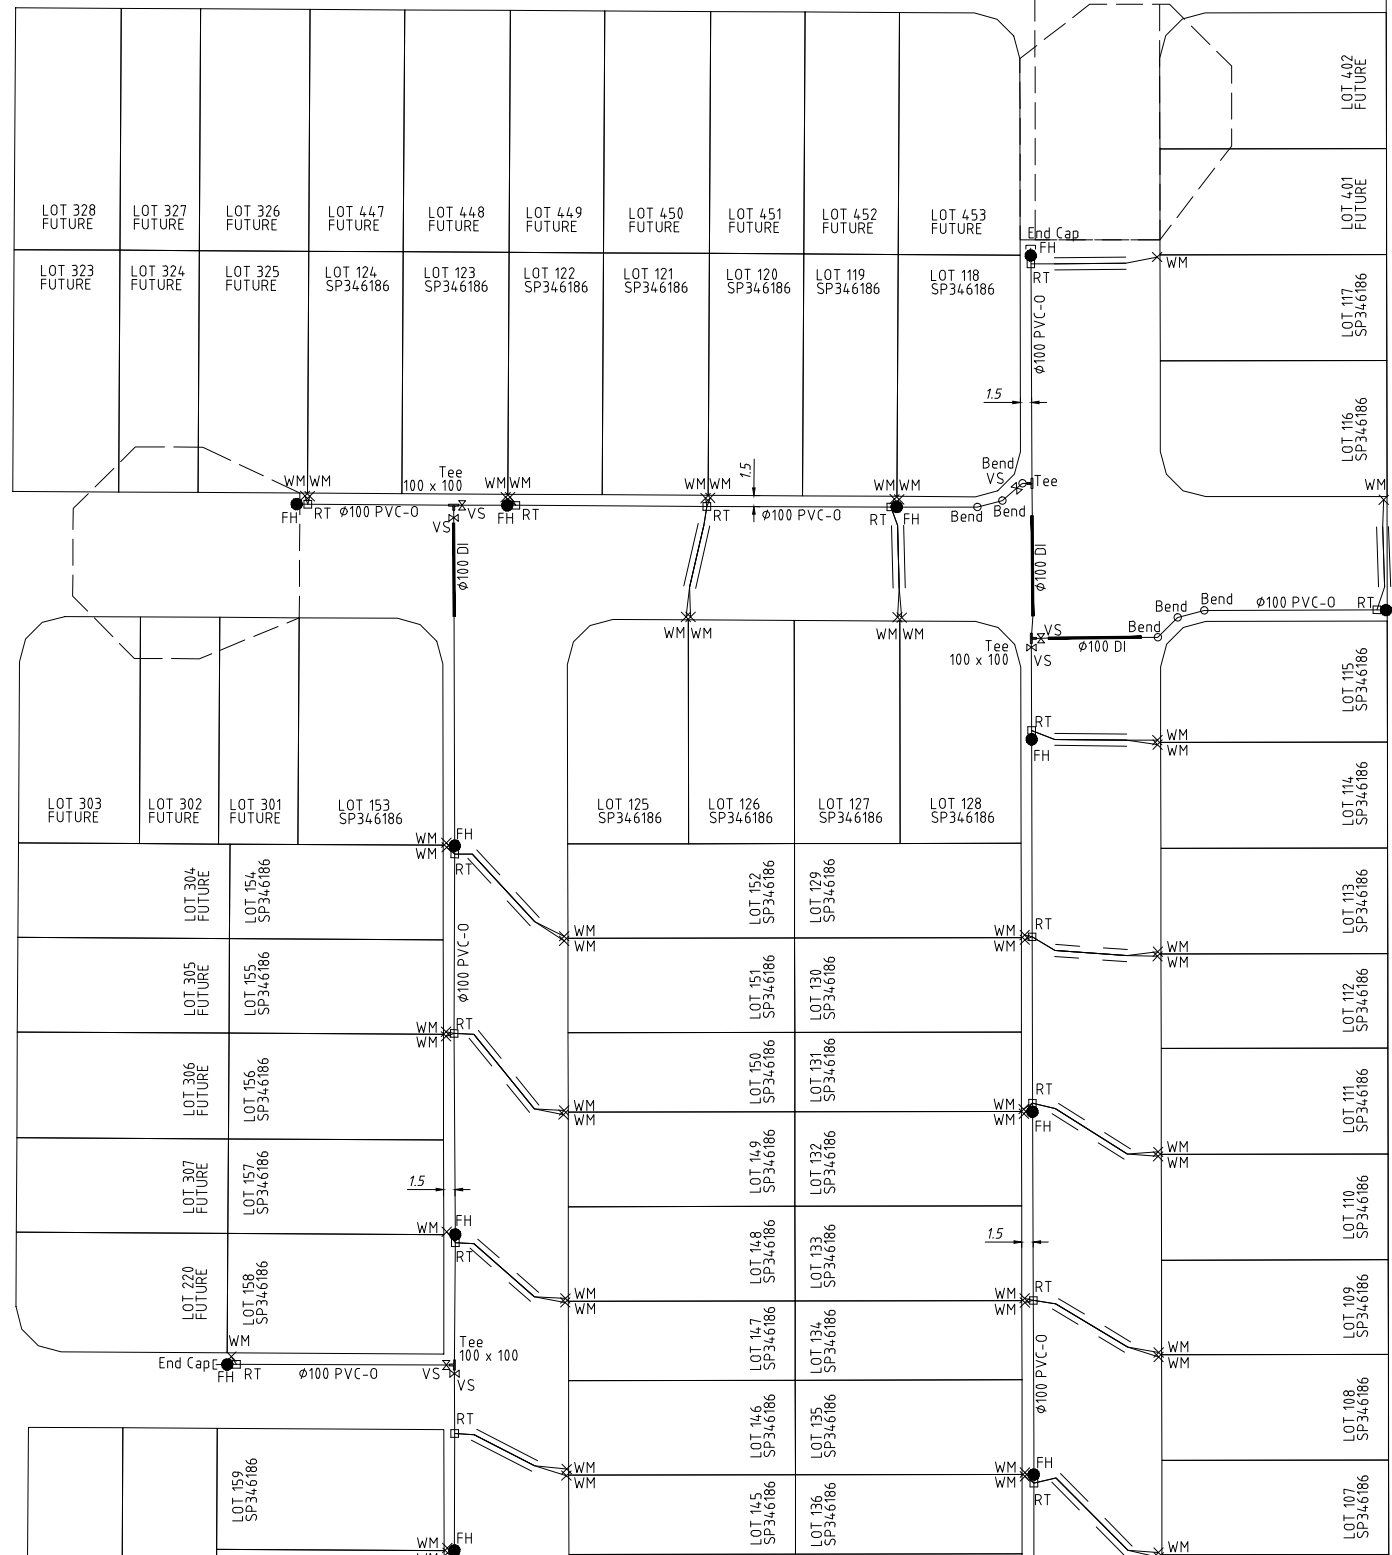 LOT 402
FUTURE
LOT 401
FUTURE
LOT 328
FUTURE
LOT 327
FUTURE
LOT 326
FUTURE
LOT 447
FUTURE
LOT 448
FUTURE
LOT 449
FUTURE
LOT 450
FUTURE
LOT 451
FUTURE
LOT 452
FUTURE
LOT 453
FUTURE
End Cap
FH
RT
WM
LOT 323
FUTURE
LOT 324
FUTURE
LOT 325
FUTURE
LOT 124
SP346186
LOT 123
SP346186
LOT 122
SP346186
LOT 121
SP346186
LOT 120
SP346186
LOT 119
SP346186
LOT 118
SP346186
LOT 117
SP346186
ø100 PVC-O
1.5
LOT 116
SP346186
Tee
100 x 100
1.5
Bend
VS
Tee
WM WM
WM WM
WM WM
WM WM
WM
FH
RT
ø100 PVC-O
VS
VS
FH
RT
RT
ø100 PVC-O
RT
FH
Bend
Bend
ø100 DI
ø100 DI
Bend
Bend
ø100 PVC-O
RT
WM WM
WM WM
Tee
100 x 100
VS
VS
Bend
ø100 DI
LOT 115
SP346186
RT
FH
WM
WM
LOT 114
SP346186
LOT 303
FUTURE
LOT 302
FUTURE
LOT 301
FUTURE
LOT 153
SP346186
LOT 125
SP346186
LOT 126
SP346186
LOT 127
SP346186
LOT 128
SP346186
WM
WM
FH
RT
LOT 304
FUTURE
LOT 154
SP346186
LOT 152
SP346186
LOT 129
SP346186
LOT 113
SP346186
ø100 PVC-O
WM
WM
WM
WM
RT
WM
WM
LOT 305
FUTURE
LOT 155
SP346186
LOT 151
SP346186
LOT 130
SP346186
LOT 112
SP346186
WM
WM
RT
LOT 306
FUTURE
LOT 156
SP346186
LOT 150
SP346186
LOT 131
SP346186
LOT 111
SP346186
WM
WM
WM
WM
RT
FH
WM
WM
LOT 307
FUTURE
LOT 157
SP346186
1.5
LOT 149
SP346186
LOT 132
SP346186
LOT 110
SP346186
WM
FH
RT
LOT 220
FUTURE
LOT 158
SP346186
LOT 148
SP346186
LOT 133
SP346186
1.5
LOT 109
SP346186
WM
WM
WM
WM
RT
WM
WM
WM
End Cap
FH
RT
ø100 PVC-O
VS
VS
Tee
100 x 100
LOT 147
SP346186
LOT 134
SP346186
ø100 PVC-O
LOT 108
SP346186
RT
LOT 146
SP346186
LOT 135
SP346186
WM
WM
WM
WM
FH
RT
LOT 159
SP346186
LOT 145
SP346186
LOT 136
SP346186
LOT 107
SP346186
WM
FH
WM